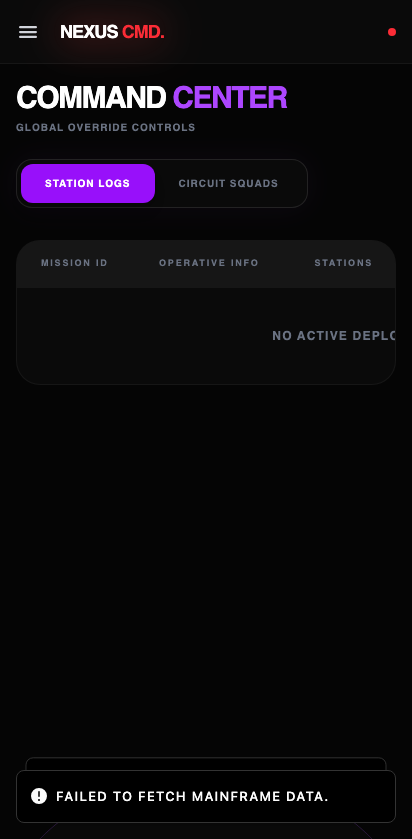 NEXUS CMD.
COMMAND CENTER
GLOBAL OVERRIDE CONTROLS
STATION LOGS CIRCUIT SQUADS
MISSION ID OPERATIVE INFO STATIONS
NO ACTIVE
FAILED TO FETCH MAINFRAME DATA.